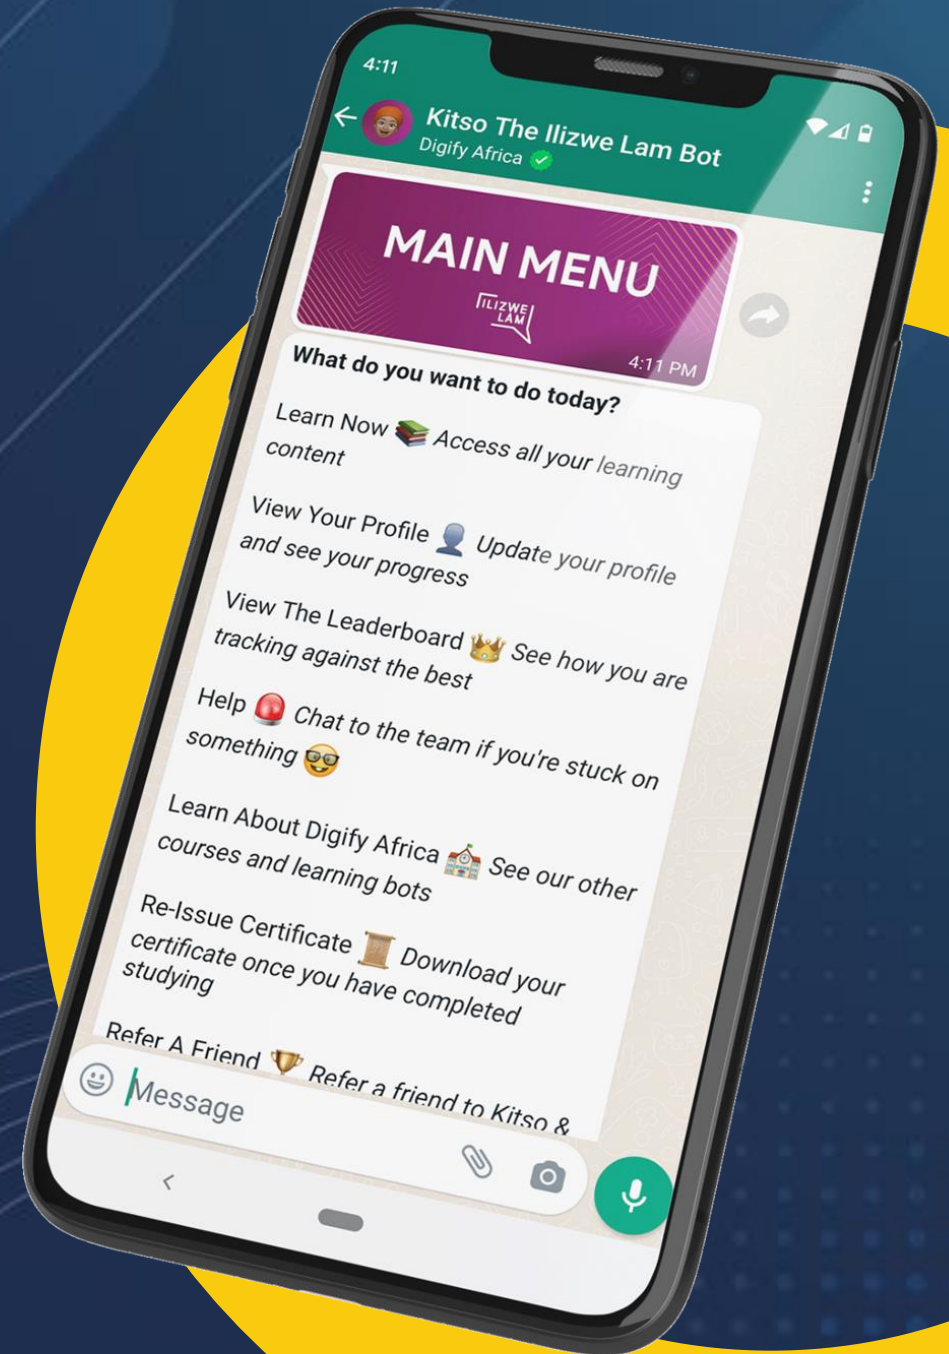 4:11
Kitso The Ilizwe Lam Bot
Digify Africa
MAIN MENU
ILIZWE
LAM
4:11 PM
What do you want to do today?
Learn Now 📚 Access all your learning
content
View Your Profile 👤 Update your profile
and see your progress
View The Leaderboard 👑 See how you are
tracking against the best
Help 🚨 Chat to the team if you're stuck on
something 🤓
Learn About Digify Africa 🏫 See our other
courses and learning bots
Re-Issue Certificate 📜 Download your
certificate once you have completed
studying
Refer A Friend 🏆 Refer a friend to Kitso &
Message